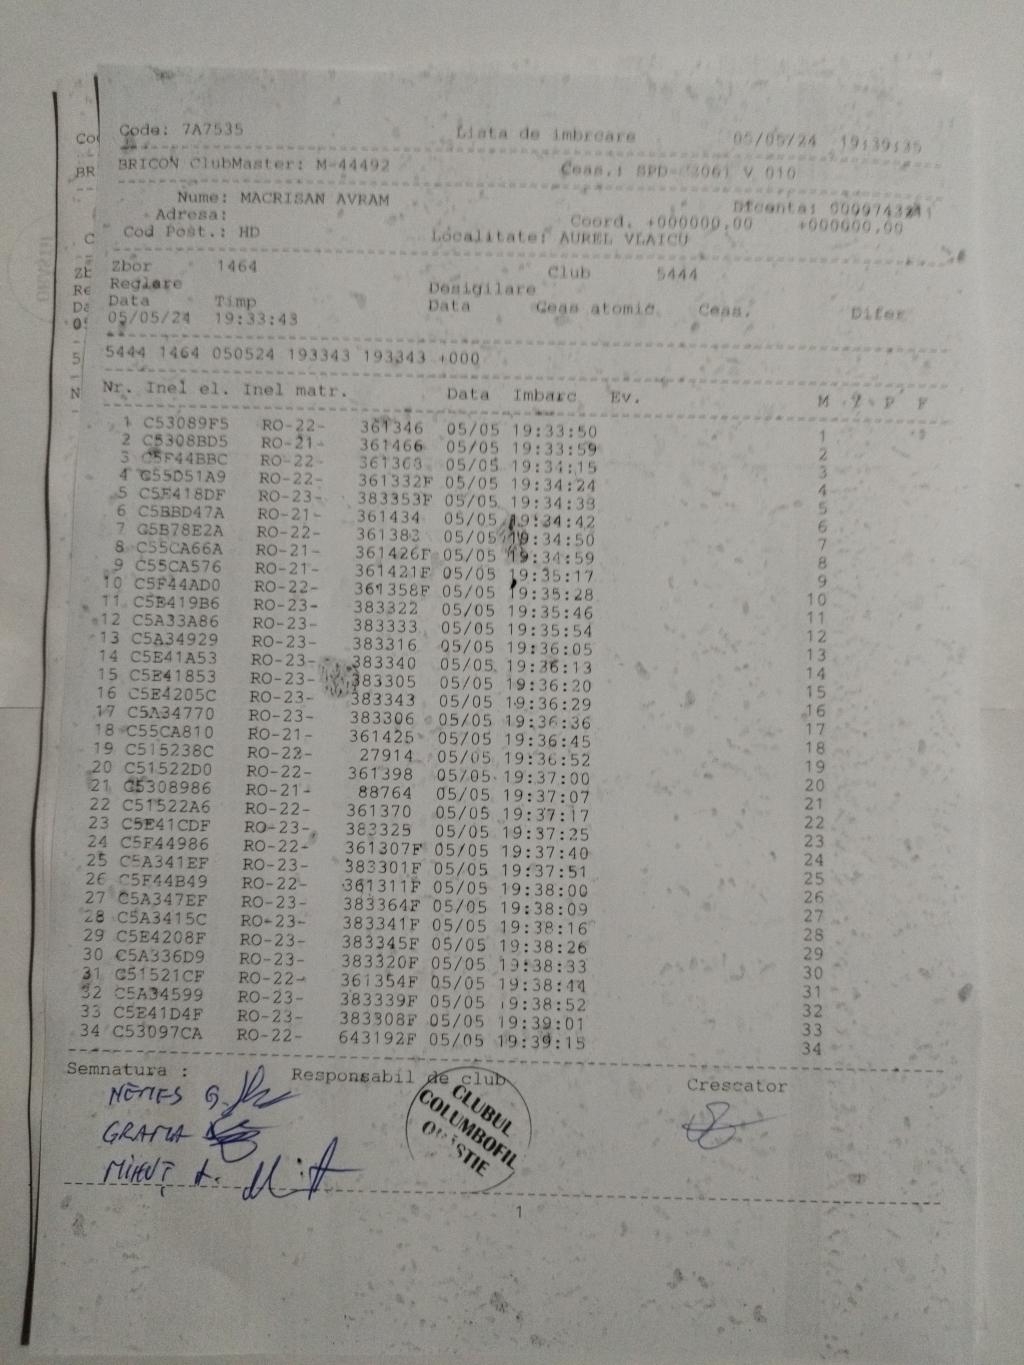 Code: 7A7535 Lista de imbrcare 05/05/24 19:39:35
BRICON ClubMaster: M-44492 Ceas.: SPD- 2061 V 010
Nume: MACRISAN AVRAM Dicenta:
Adresa: Coord. +000000.00 +000000.00
Cod Post.: HD Localitate: AUREL VLAICU
Zbor 1464 Club 5444
Reglare Desigilare
Data Timp Data Ceas atomic Ceas. Difer
05/05/24 19:33:43
5444 1464 050524 193343 193343 +000
Nr. Inel el. Inel matr. Data Imbarc Ev. M P F
1 C53089F5 RO-22- 361346 05/05 19:33:50 1
2 C5308BD5 RO-21- 361466 05/05 19:33:59 2
3 C5F44BBC RO-22- 361368 05/05 19:34:15 3
4 C55D51A9 RO-22- 361332F 05/05 19:34:24 4
5 C5E418DF RO-23- 383353F 05/05 19:34:33 5
6 C5BBD47A RO-21- 361434 05/05 19:34:42 6
7 C5B78E2A RO-22- 361383 05/05 19:34:50 7
8 C55CA66A RO-21- 361426F 05/05 19:34:59 8
9 C55CA576 RO-21- 361421F 05/05 19:35:17 9
10 C5F44AD0 RO-22- 361358F 05/05 19:35:28 10
11 C5E419B6 RO-23- 383322 05/05 19:35:46 11
12 C5A33A86 RO-23- 383333 05/05 19:35:54 12
13 C5A34929 RO-23- 383316 05/05 19:36:05 13
14 C5E41A53 RO-23- 383340 05/05 19:36:13 14
15 C5E41853 RO-23- 383305 05/05 19:36:20 15
16 C5E4205C RO-23- 383343 05/05 19:36:29 16
17 C5A34770 RO-23- 383306 05/05 19:36:36 17
18 C55CA810 RO-21- 361425 05/05 19:36:45 18
19 C515238C RO-22- 27914 05/05 19:36:52 19
20 C51522D0 RO-22- 361398 05/05 19:37:00 20
21 C5308986 RO-21- 88764 05/05 19:37:07 21
22 C51522A6 RO-22- 361370 05/05 19:37:17 22
23 C5E41CDF RO-23- 383325 05/05 19:37:25 23
24 C5F44986 RO-22- 361307F 05/05 19:37:40 24
25 C5A341EF RO-23- 383301F 05/05 19:37:51 25
26 C5F44B49 RO-22- 361311F 05/05 19:38:00 26
27 C5A347EF RO-23- 383364F 05/05 19:38:09 27
28 C5A3415C RO-23- 383341F 05/05 19:38:16 28
29 C5E4208F RO-23- 383345F 05/05 19:38:26 29
30 C5A336D9 RO-23- 383320F 05/05 19:38:33 30
31 C51521CF RO-22- 361354F 05/05 19:38:44 31
32 C5A34599 RO-23- 383339F 05/05 19:38:52 32
33 C5E41D4F RO-23- 383308F 05/05 19:39:01 33
34 C53097CA RO-22- 643192F 05/05 19:39:15 34
Semnatura : Responsabil de club Crescator
NEMES G.
GRAMA
MIHUȚ A.
CLUBUL
COLUMBOFIL
1